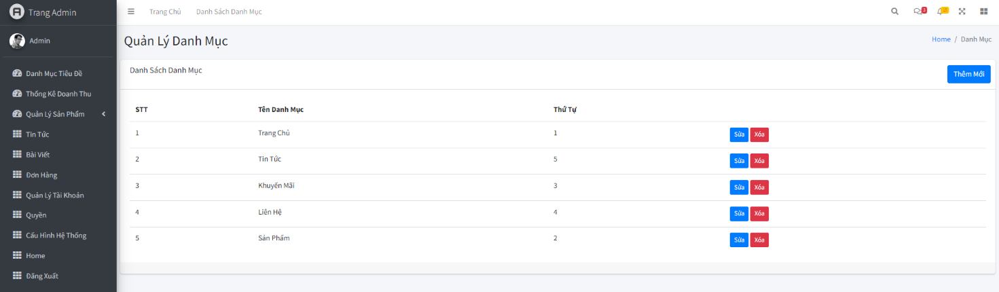 Trang Admin
Trang Chủ
Danh Sách Danh Mục
3
15
Admin
Quản Lý Danh Mục
Home / Danh Mục
Danh Mục Tiêu Đề
Thống Kê Doanh Thu
Quản Lý Sản Phẩm
Tin Tức
Bài Viết
Đơn Hàng
Quản Lý Tài Khoản
Quyền
Cấu Hình Hệ Thống
Home
Đăng Xuất
Danh Sách Danh Mục
Thêm Mới
STT Tên Danh Mục Thứ Tự
1 Trang Chủ 1 Sửa Xóa
2 Tin Tức 5 Sửa Xóa
3 Khuyến Mãi 3 Sửa Xóa
4 Liên Hệ 4 Sửa Xóa
5 Sản Phẩm 2 Sửa Xóa